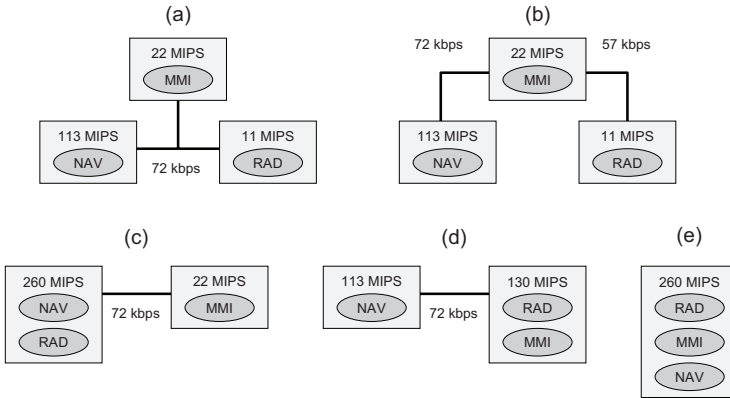 (a)
22 MIPS
MMI
113 MIPS
NAV
11 MIPS
RAD
72 kbps
(b)
72 kbps
57 kbps
22 MIPS
MMI
113 MIPS
NAV
11 MIPS
RAD
(c)
260 MIPS
NAV
RAD
72 kbps
22 MIPS
MMI
(d)
113 MIPS
NAV
72 kbps
130 MIPS
RAD
MMI
(e)
260 MIPS
RAD
MMI
NAV